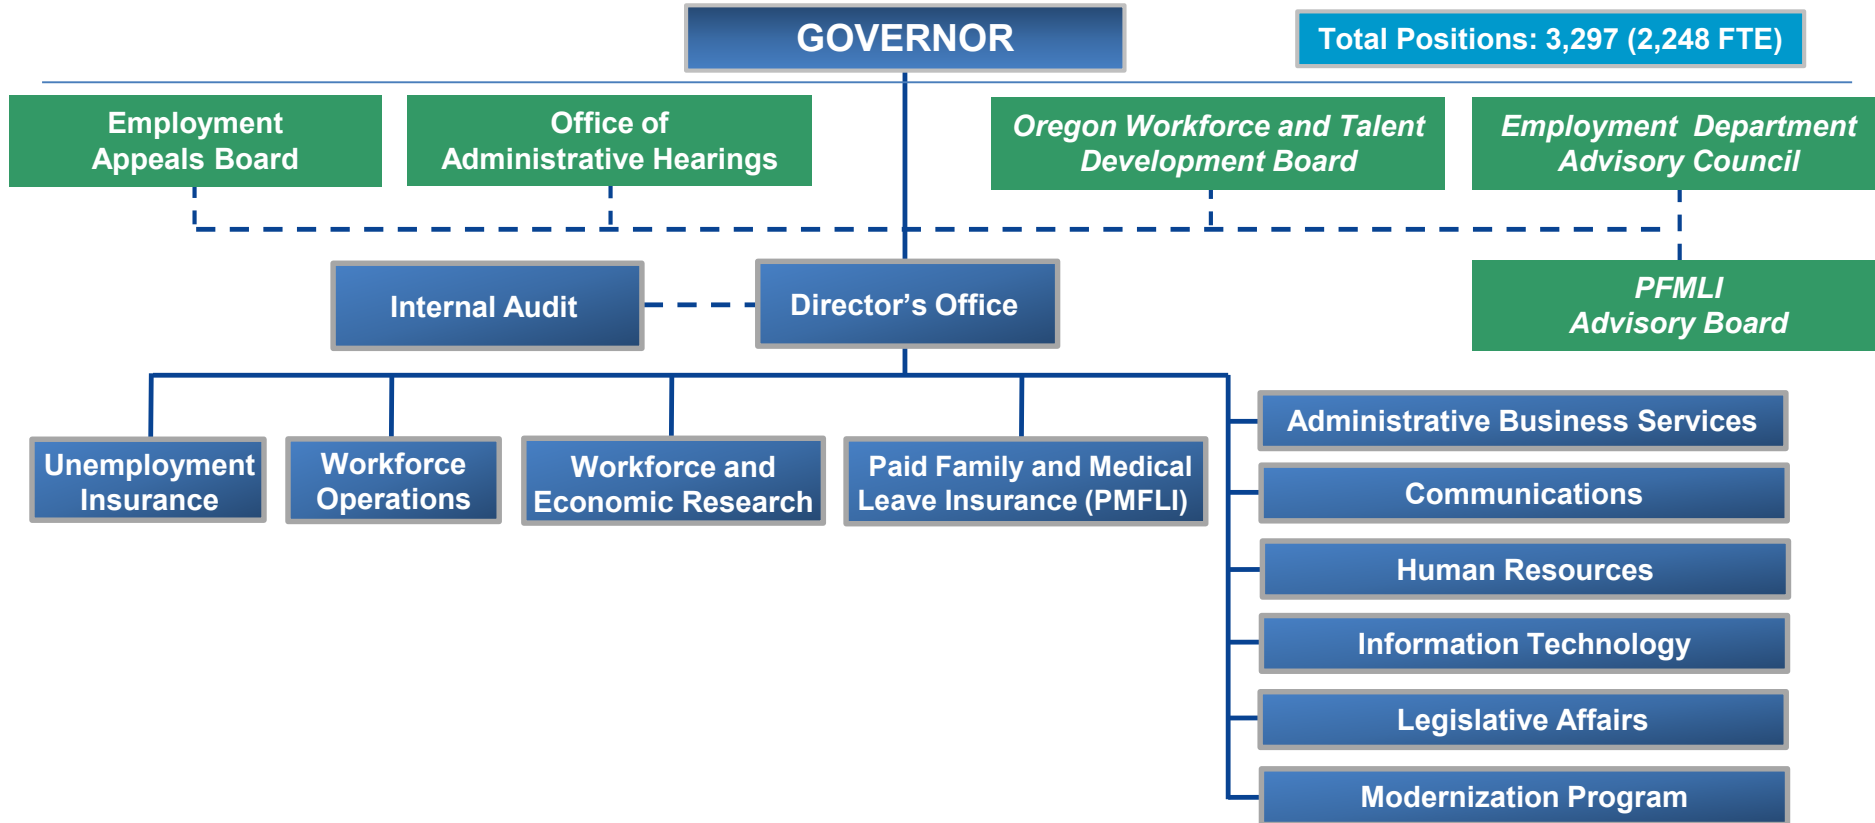 GOVERNOR
Total Positions: 3,297 (2,248 FTE)
Employment
Appeals Board
Office of
Administrative Hearings
Oregon Workforce and Talent
Development Board
Employment Department
Advisory Council
Internal Audit
Director's Office
PFMLI
Advisory Board
Unemployment
Insurance
Workforce
Operations
Workforce and
Economic Research
Paid Family and Medical
Leave Insurance (PMFLI)
Administrative Business Services
Communications
Human Resources
Information Technology
Legislative Affairs
Modernization Program